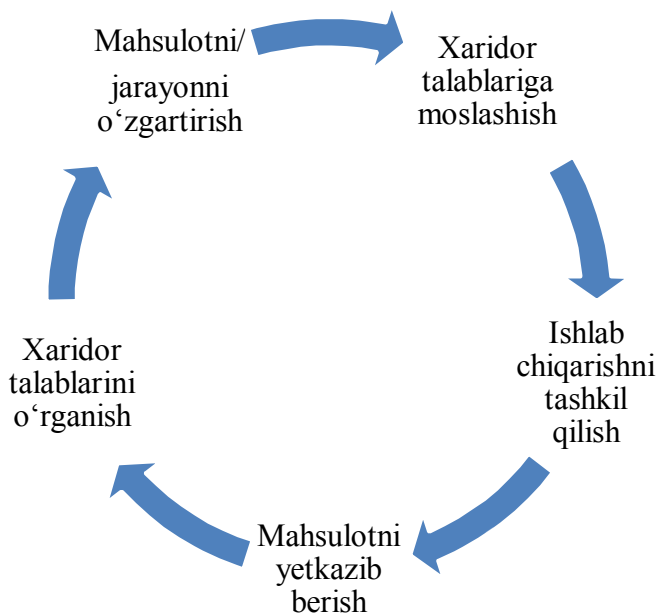 Mahsulotni/
jarayonni
o‘zgartirish
Xaridor
talablariga
moslashish
Ishlab
chiqarishni
tashkil
qilish
Mahsulotni
yetkazib
berish
Xaridor
talablarini
o‘rganish